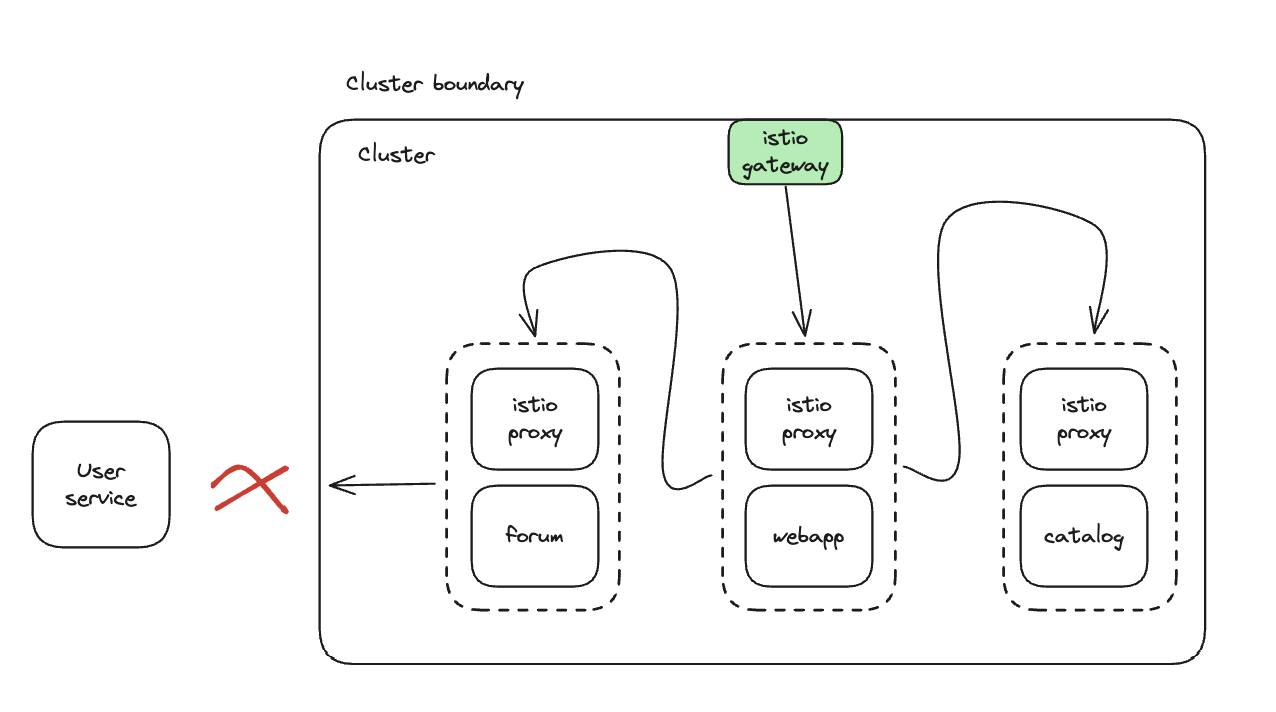 Cluster boundary
Cluster
istio
gateway
User
service
istio
proxy
forum
istio
proxy
webapp
istio
proxy
catalog